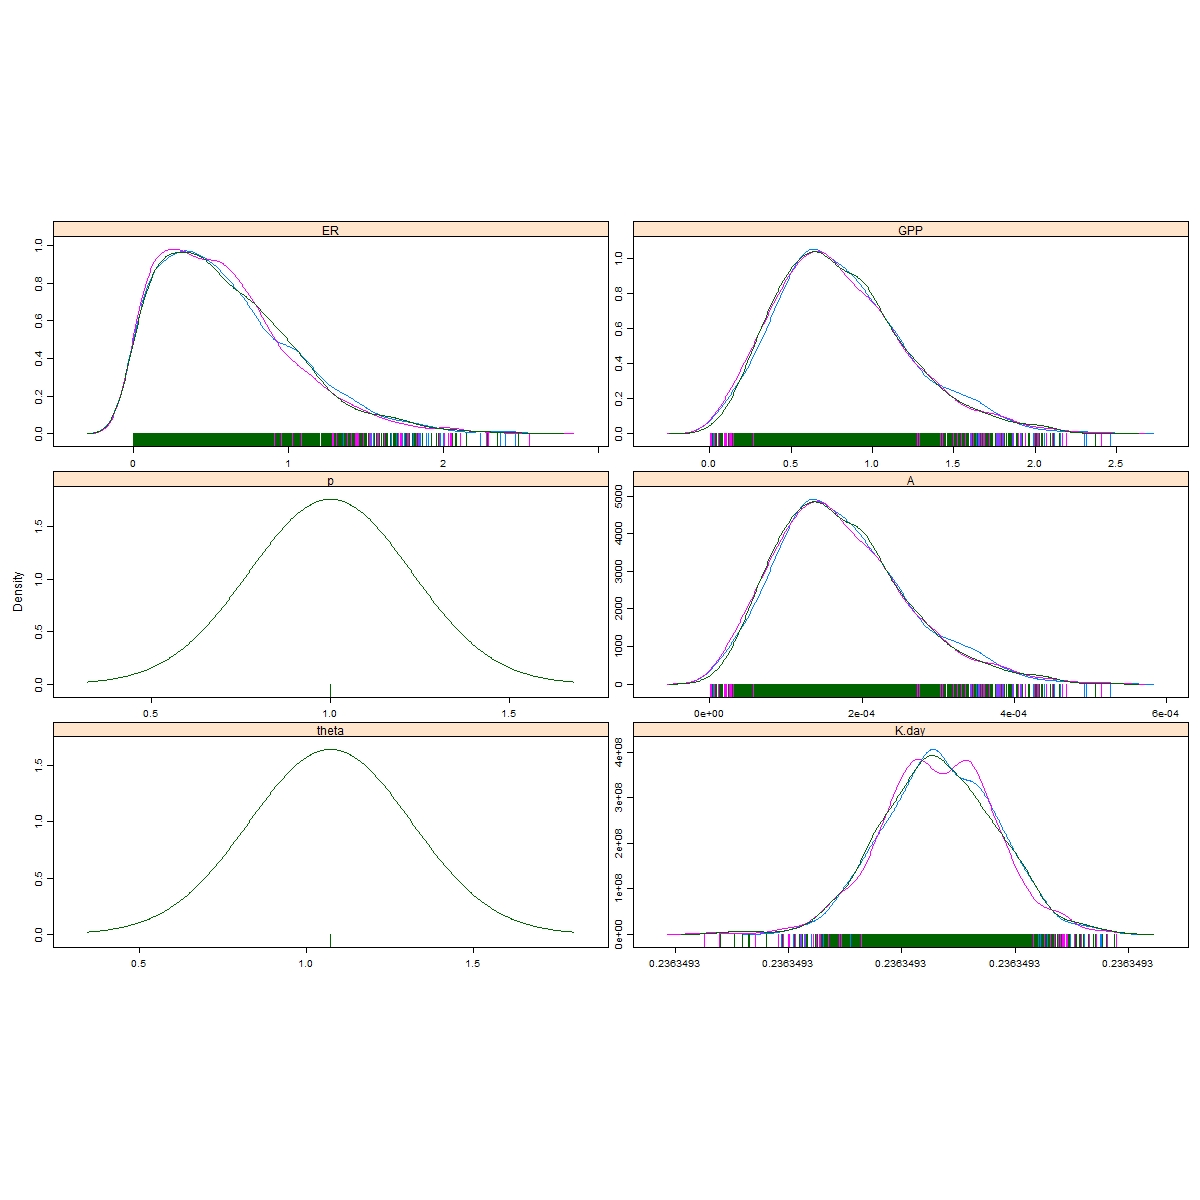 ER
0.0 0.2 0.4 0.6 0.8 1.0
0 1 2
GPP
0.0 0.2 0.4 0.6 0.8 1.0
0.0 0.5 1.0 1.5 2.0 2.5
p
0.0 0.5 1.0 1.5
0.5 1.0 1.5
A
0 1000 2000 3000 4000 5000
0e+00 2e-04 4e-04 6e-04
Density
theta
0.0 0.5 1.0 1.5
0.5 1.0 1.5
K.day
0e+00 1e+08 2e+08 3e+08 4e+08
0.2363493 0.2363493 0.2363493 0.2363493 0.2363493